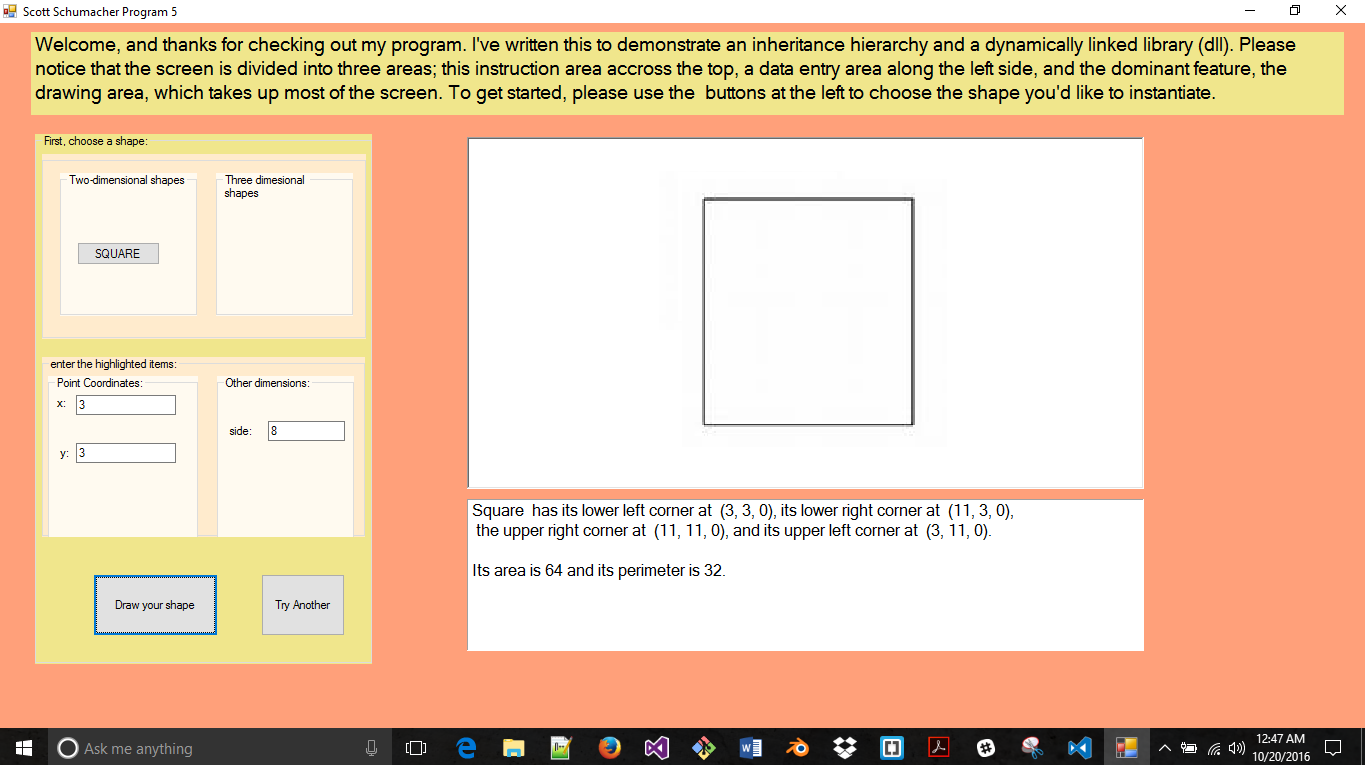 Scott Schumacher Program 5
Welcome, and thanks for checking out my program. I've written this to demonstrate an inheritance hierarchy and a dynamically linked library (dll). Please
notice that the screen is divided into three areas; this instruction area accross the top, a data entry area along the left side, and the dominant feature, the
drawing area, which takes up most of the screen. To get started, please use the  buttons at the left to choose the shape you'd like to instantiate.
First, choose a shape:
Two-dimensional shapes
SQUARE
Three dimesional
shapes
enter the highlighted items:
Point Coordinates:
x: 3
y: 3
Other dimensions:
side: 8
Draw your shape
Try Another
Square  has its lower left corner at  (3, 3, 0), its lower right corner at  (11, 3, 0),
the upper right corner at  (11, 11, 0), and its upper left corner at  (3, 11, 0).
Its area is 64 and its perimeter is 32.
Ask me anything
12:47 AM
10/20/2016